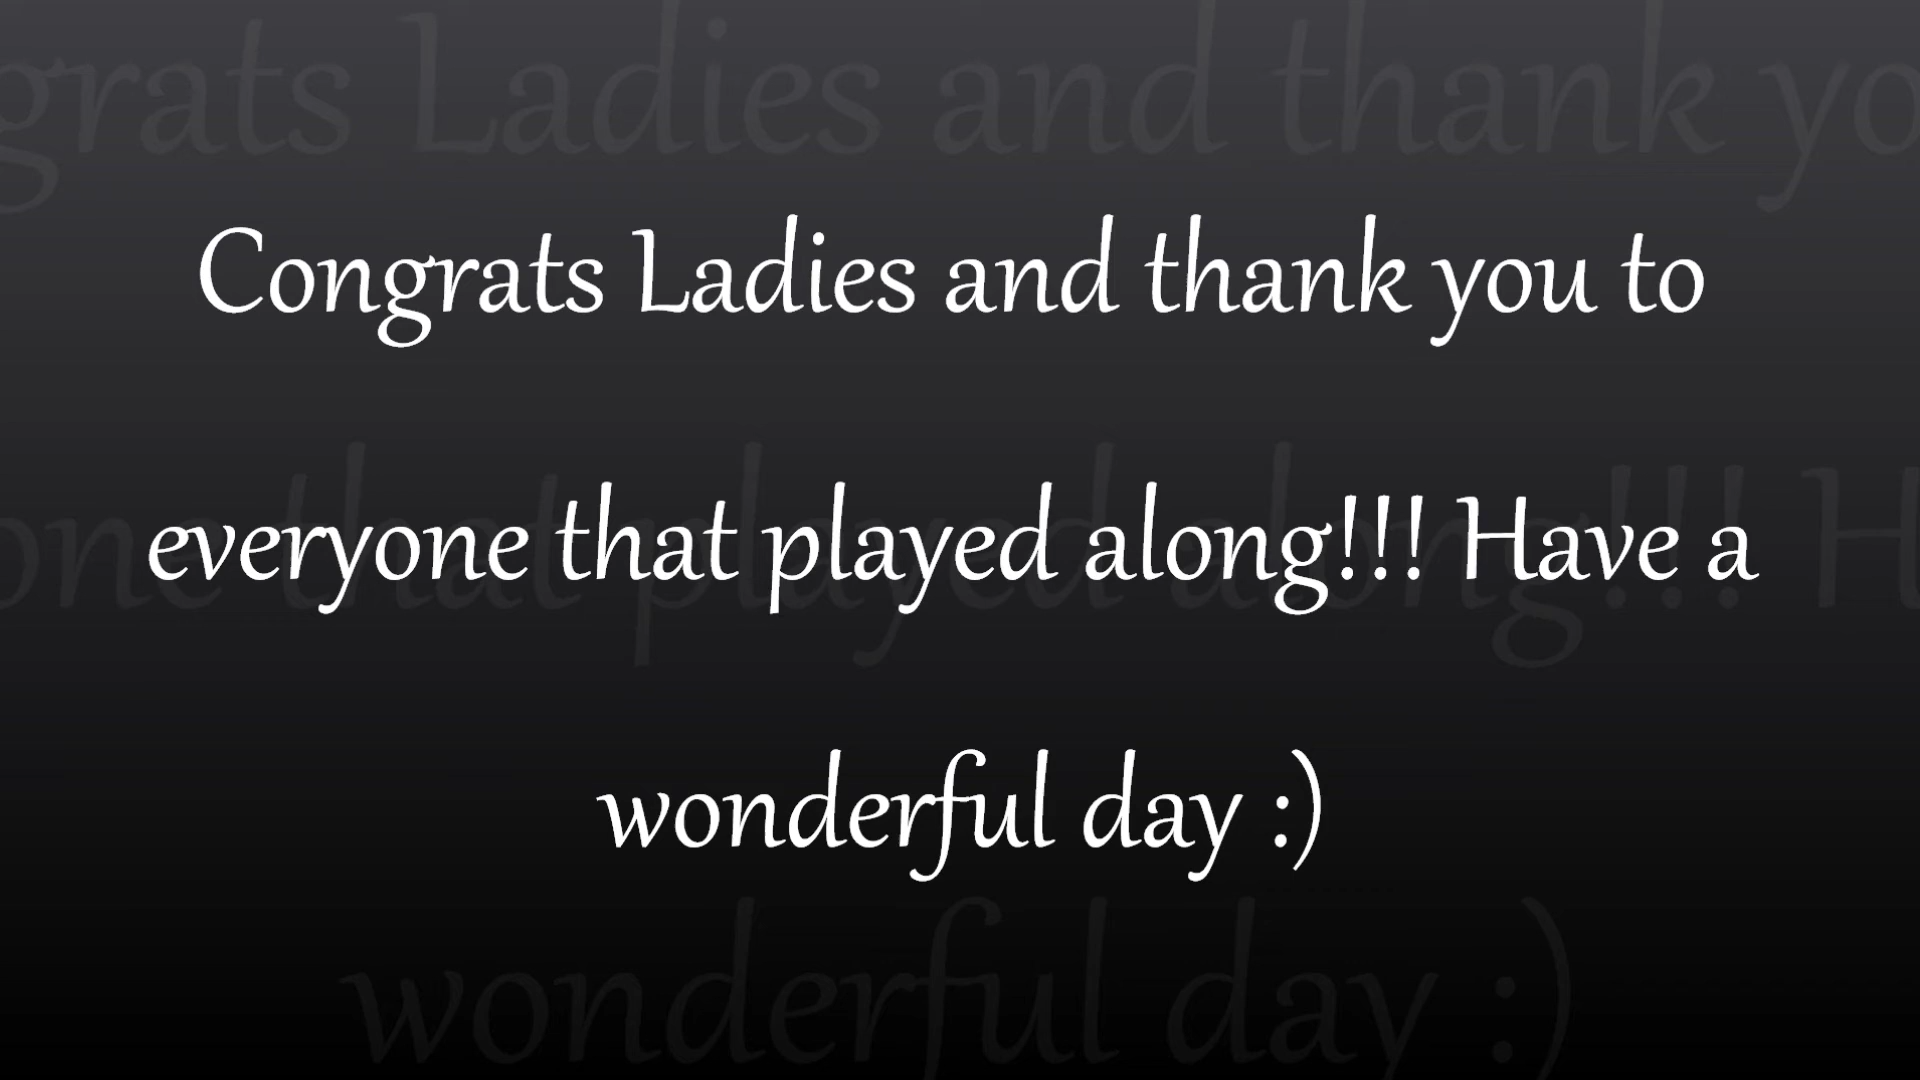 Congrats Ladies and thank you to
everyone that played along!!! Have a
wonderful day :)